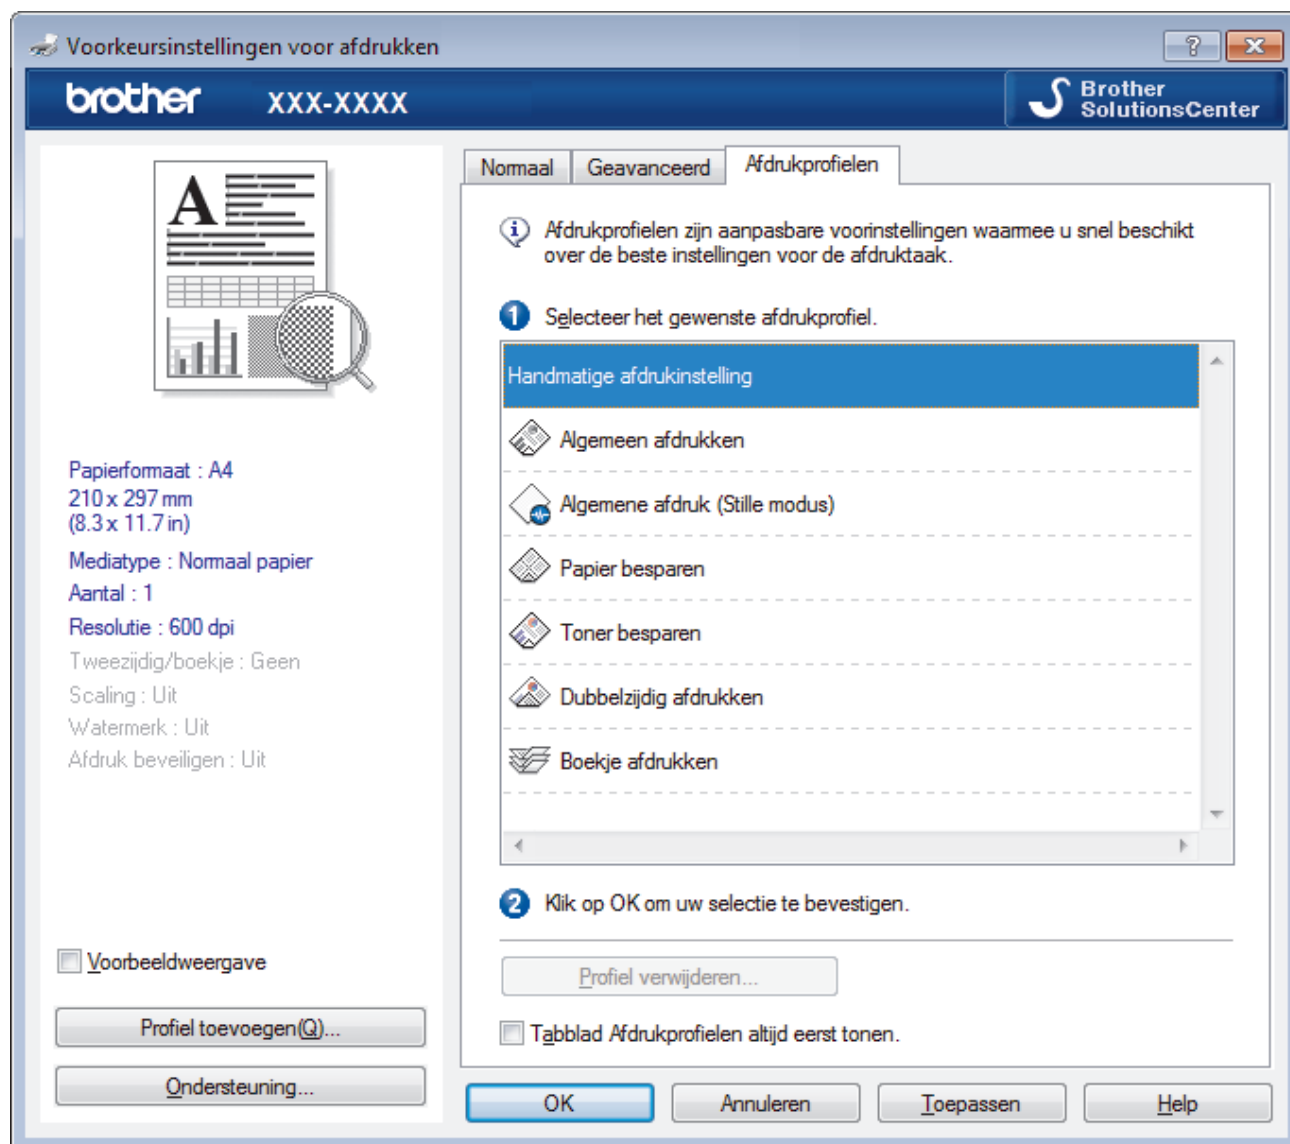 Voorkeursinstellingen voor afdrukken
brother XXX-XXXX
Brother
SolutionsCenter
A
Papierformaat : A4
210 x 297 mm
(8.3 x 11.7 in)
Mediatype : Normaal papier
Aantal : 1
Resolutie : 600 dpi
Tweezijdig/boekje : Geen
Scaling : Uit
Watermerk : Uit
Afdruk beveiligen : Uit
Voorbeeldweergave
Profiel toevoegen(Q)...
Ondersteuning...
Normaal Geavanceerd Afdrukprofielen
Afdrukprofielen zijn aanpasbare voorinstellingen waarmee u snel beschikt
over de beste instellingen voor de afdruktaak.
1 Selecteer het gewenste afdrukprofiel.
Handmatige afdrukinstelling
Algemeen afdrukken
Algemene afdruk (Stille modus)
Papier besparen
Toner besparen
Dubbelzijdig afdrukken
Boekje afdrukken
2 Klik op OK om uw selectie te bevestigen.
Profiel verwijderen...
Tabblad Afdrukprofielen altijd eerst tonen.
OK Annuleren Toepassen Help